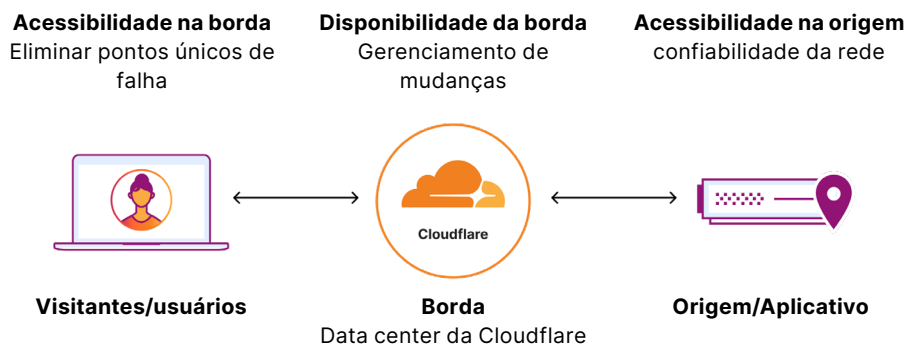 Acessibilidade na borda
Eliminar pontos únicos de
falha
Disponibilidade da borda
Gerenciamento de
mudanças
Acessibilidade na origem
confiabilidade da rede
Cloudflare
Visitantes/usuários
Borda
Data center da Cloudflare
Origem/Aplicativo